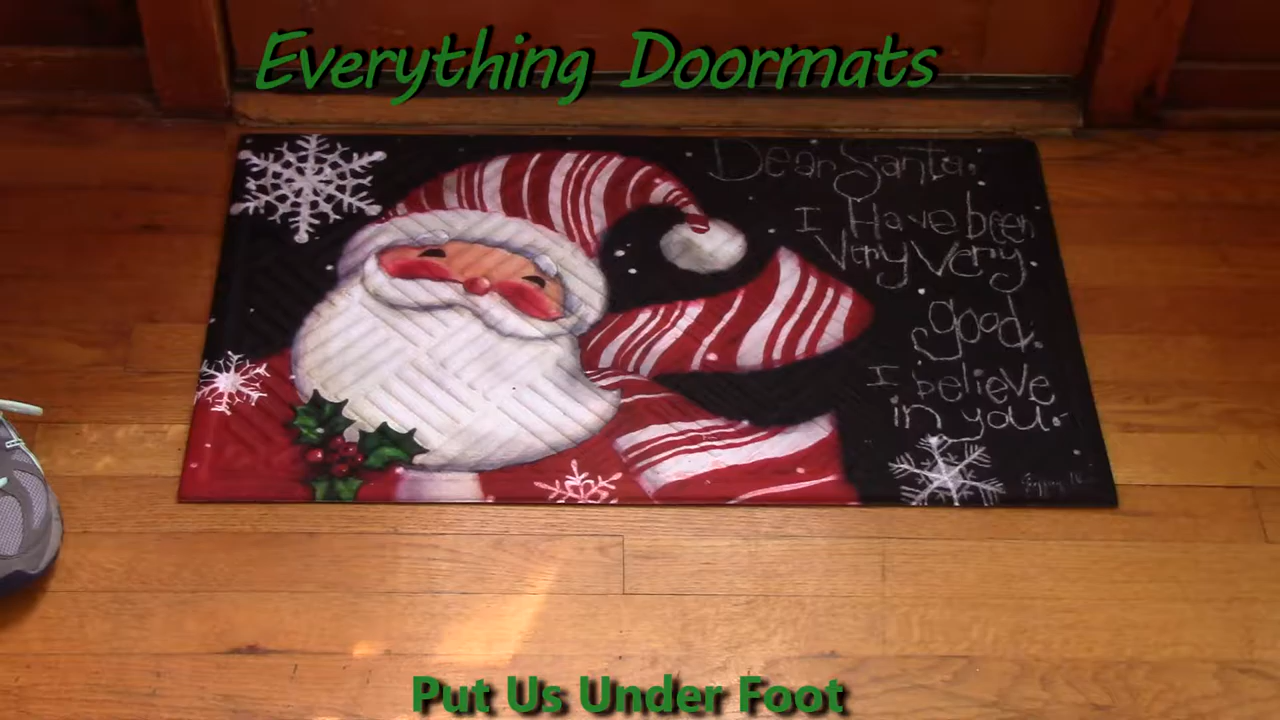 Everything Doormats
Dear Santa:
I Have been
Very Very
good.
I believe
in you.
Put Us Under Foot